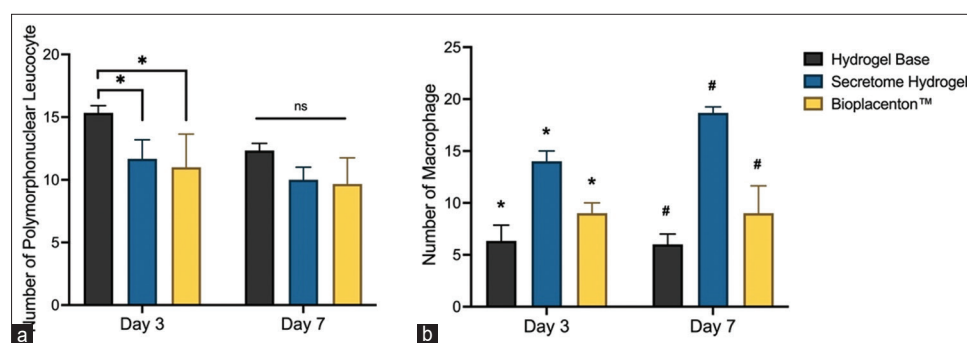 Number of Polymorphonuclear Leucocyte
20
15
10
5
0
*
*
ns
Day 3
Day 7
a
Number of Macrophage
25
20
15
10
5
0
*
*
*
#
#
#
Day 3
Day 7
b
Hydrogel Base
Secretome Hydrogel
Bioplacenton™